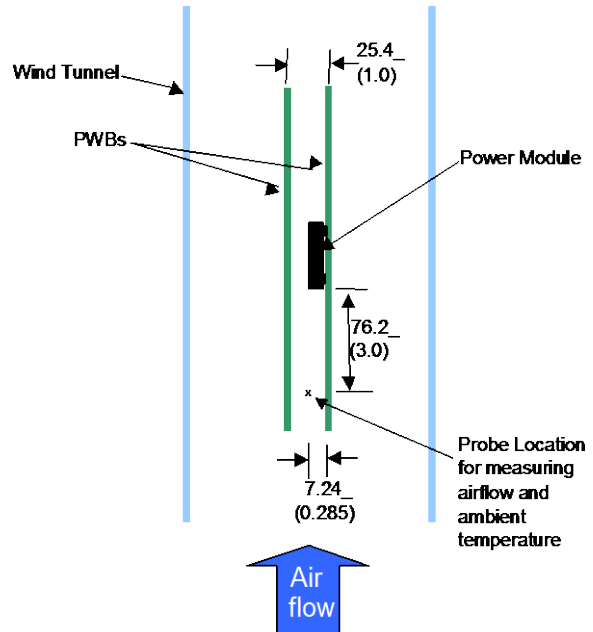 25.4_
(1.0)
Wind Tunnel
PWBs
Power Module
76.2_
(3.0)
x
Probe Location
for measuring
airflow and
ambient
temperature
7.24_
(0.285)
Air
flow